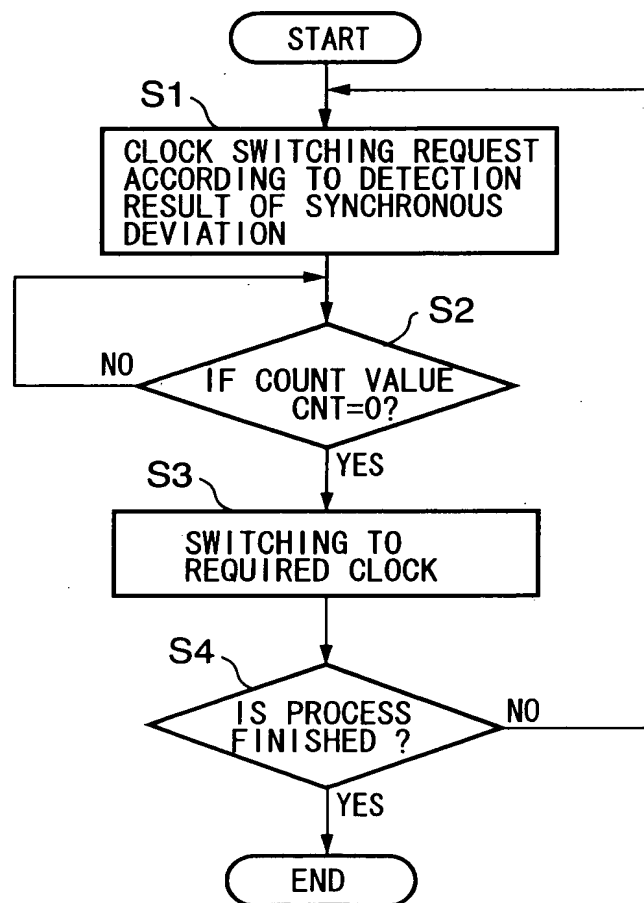 START
S1
CLOCK SWITCHING REQUEST
ACCORDING TO DETECTION
RESULT OF SYNCHRONOUS
DEVIATION
S2
NO
IF COUNT VALUE
CNT=0?
YES
S3
SWITCHING TO
REQUIRED CLOCK
S4
IS PROCESS
FINISHED ?
NO
YES
END